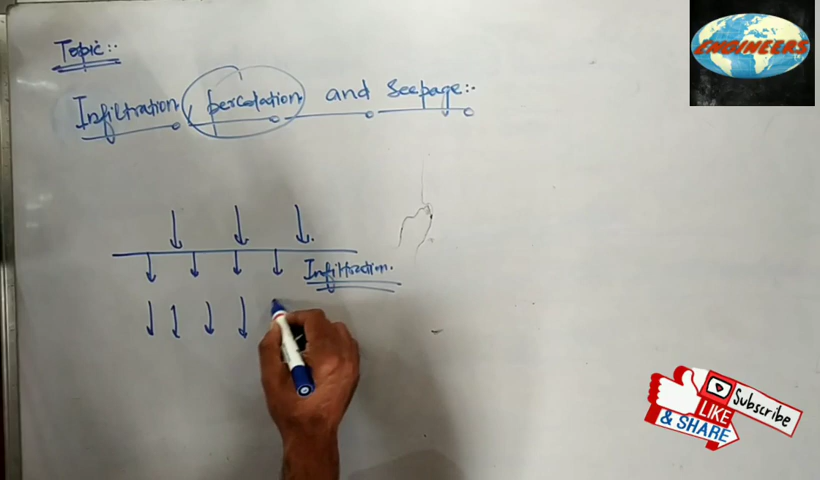 Topic:-
Infiltration percolation and Seepage:-
Infiltration.
ENGINEERS
Subscribe
LIKE
& SHARE